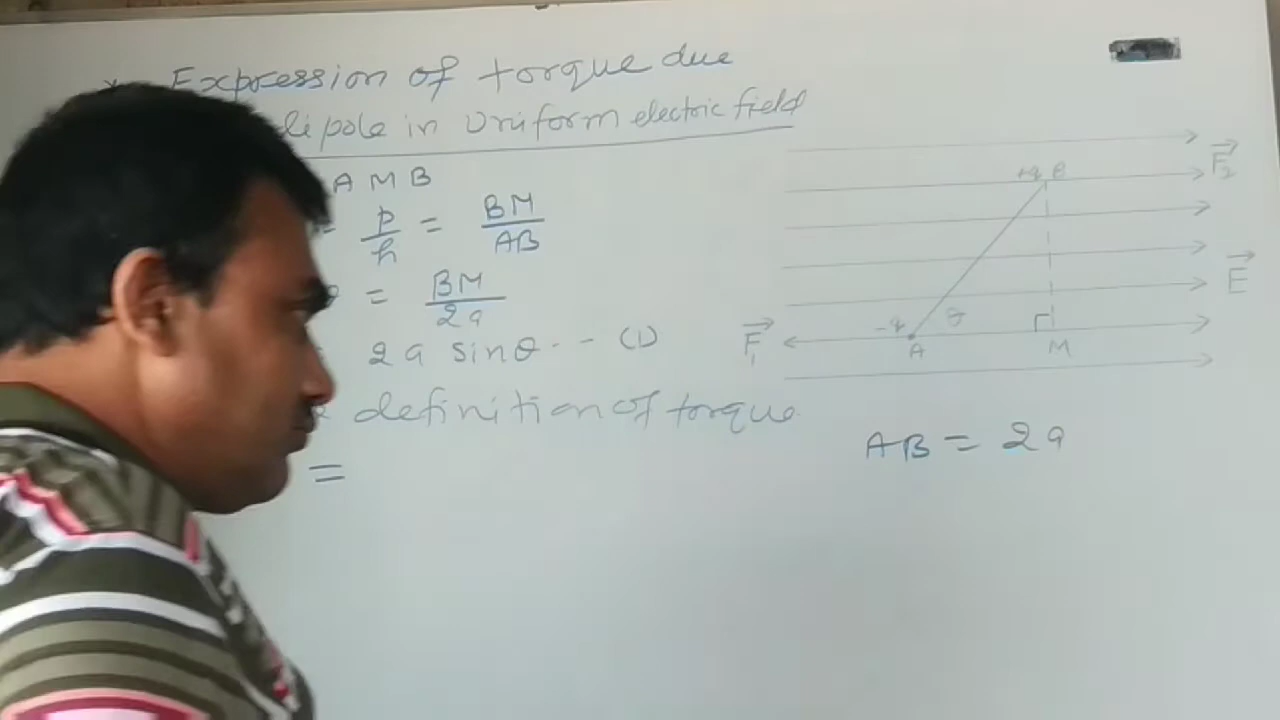 Expression of torque due
dipole in Uniform electric field
A M B
= p/h = BM/AB
= BM/2a
2a sinθ -- (1)
definition of torque
=
F₂
+q B
E
-q θ
F₁
A M
AB = 2a